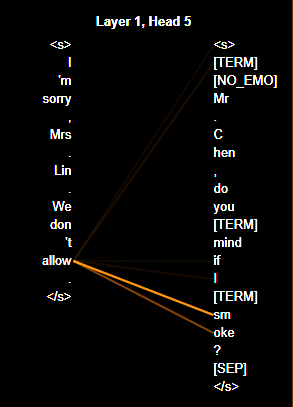 Layer 1, Head 5
<s> <s>
I [TERM]
'm [NO_EMO]
sorry Mr
, .
Mrs C
. hen
Lin ,
. do
We you
don [TERM]
't mind
allow if
. I
</s> [TERM]
sm
oke
?
[SEP]
</s>